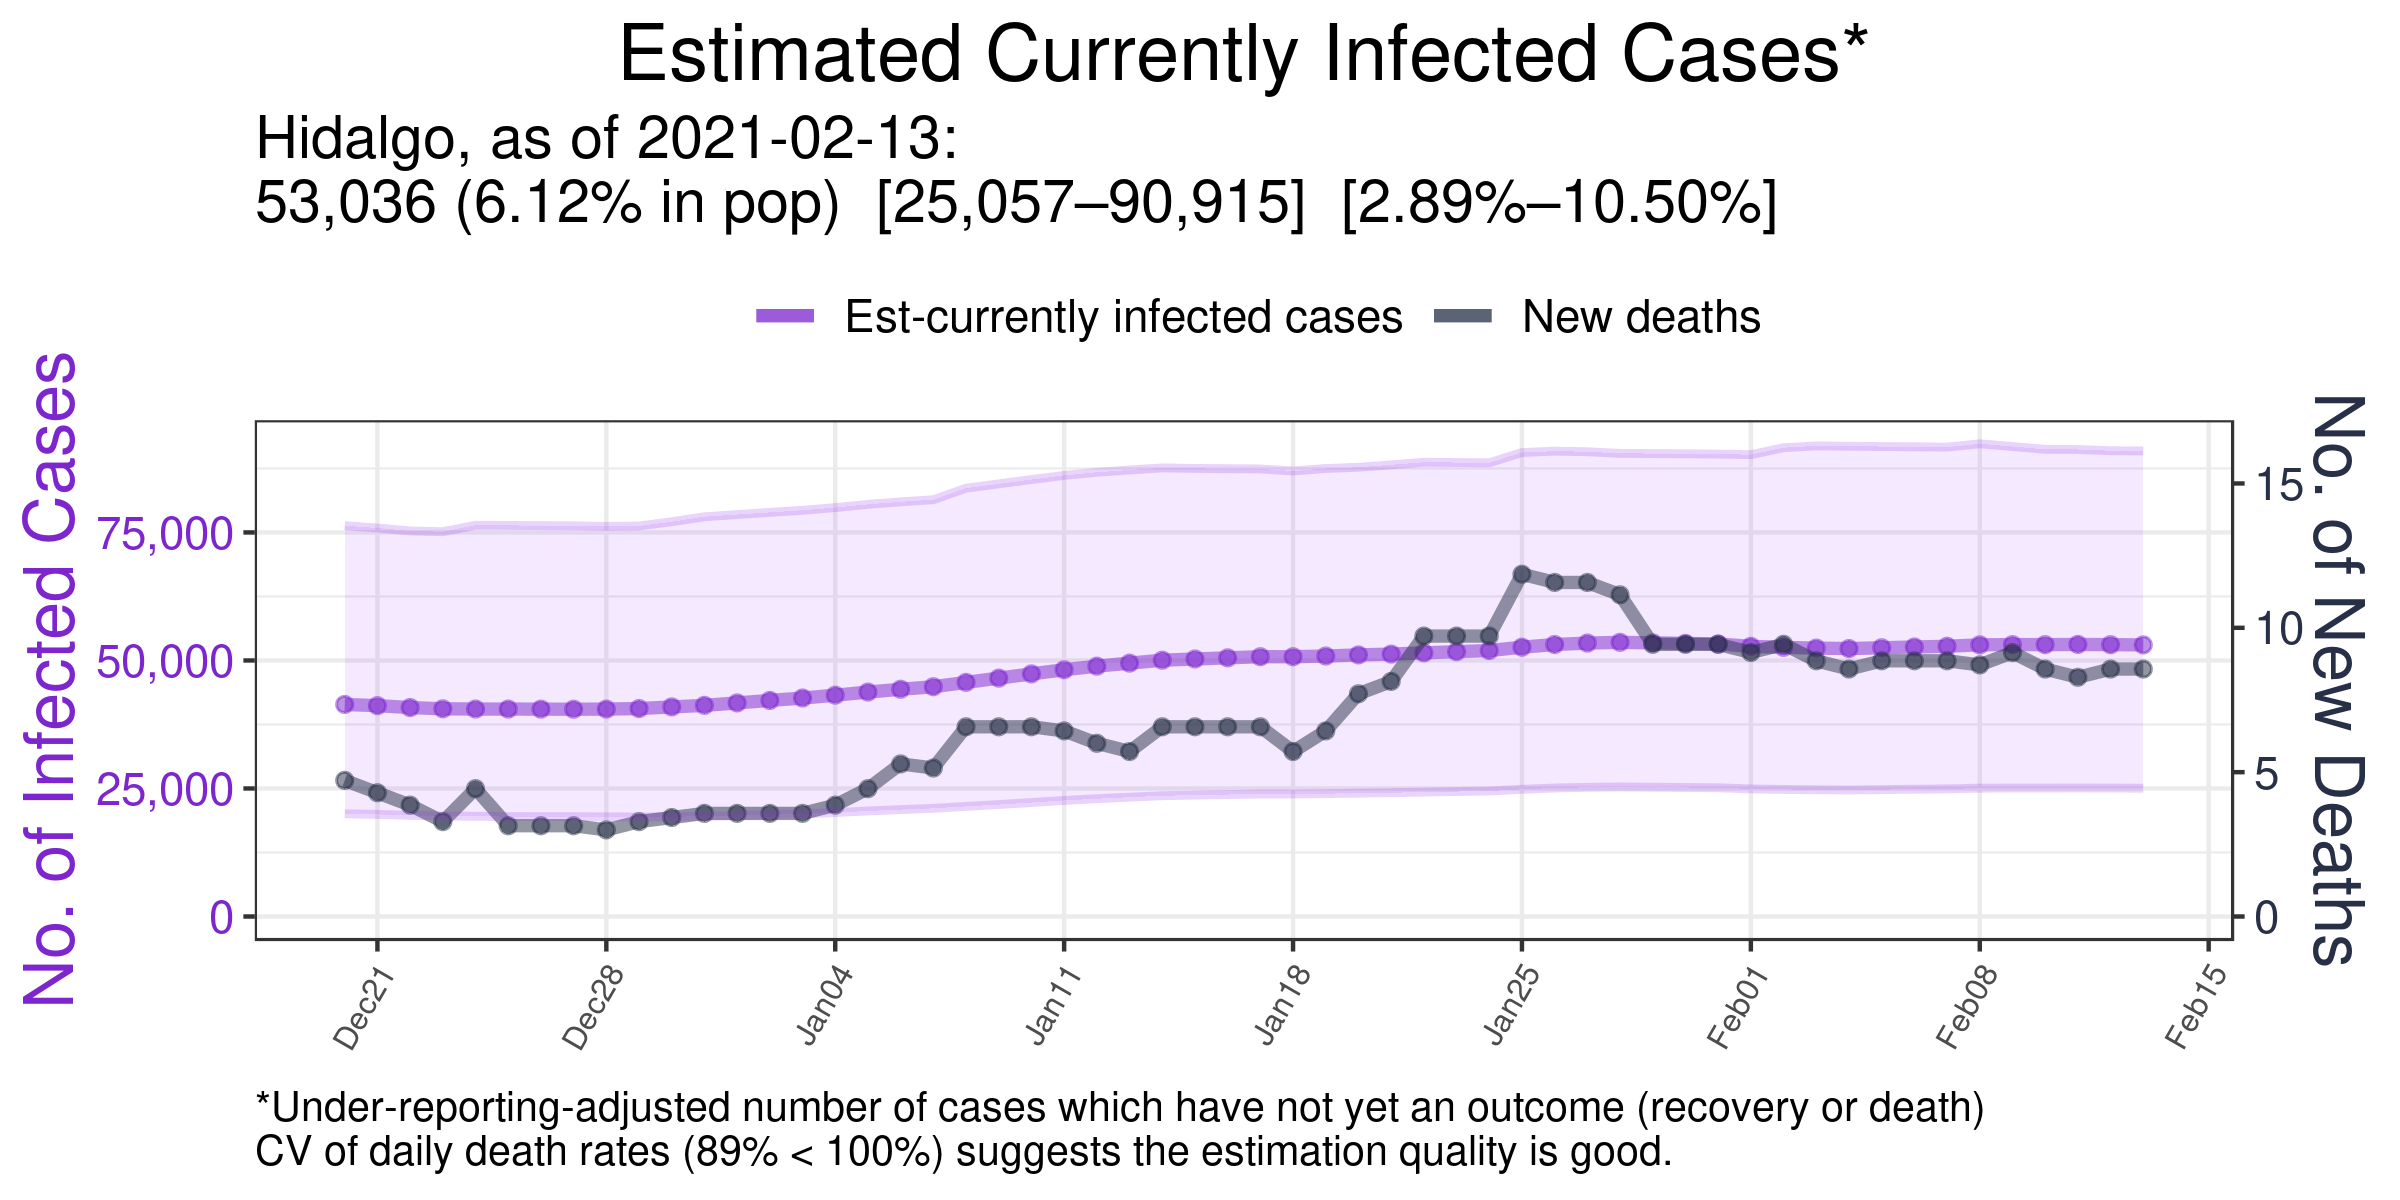 Estimated Currently Infected Cases*
Hidalgo, as of 2021-02-13:
53,036 (6.12% in pop)  [25,057–90,915]  [2.89%–10.50%]
Est-currently infected cases
New deaths
No. of Infected Cases
75,000
50,000
25,000
0
15
10
5
0
No. of New Deaths
Dec21
Dec28
Jan04
Jan11
Jan18
Jan25
Feb01
Feb08
Feb15
*Under-reporting-adjusted number of cases which have not yet an outcome (recovery or death)
CV of daily death rates (89% < 100%) suggests the estimation quality is good.